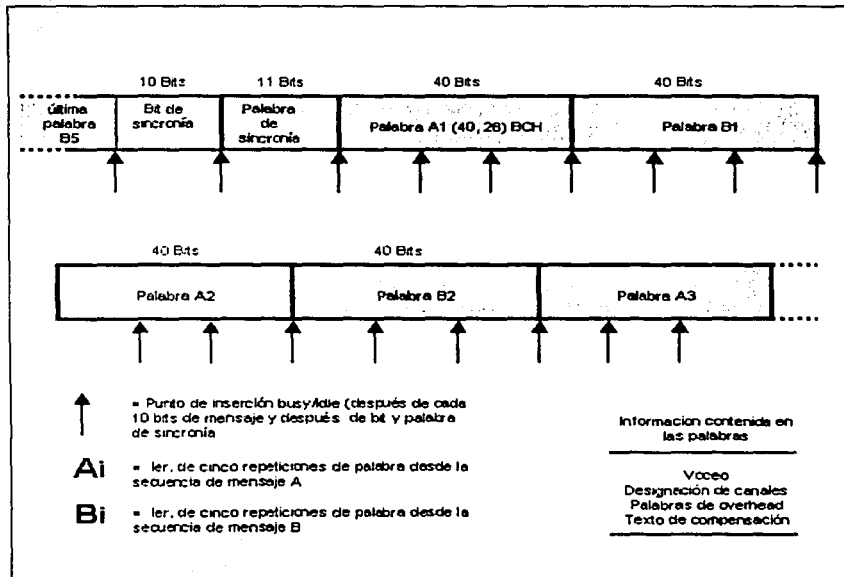 10 Bits 11 Bits 40 Bits 40 Bits
última palabra B5
Bit de sincronía
Palabra de sincronía
Palabra A1 (40, 28) BCH
Palabra B1
40 Bits 40 Bits
Palabra A2
Palabra B2
Palabra A3
= Punto de inserción busy/idle (después de cada
10 bits de mensaje y después de bit y palabra
de sincronía
Ai = ier, de cinco repeticiones de palabra desde la
secuencia de mensaje A
Bi = ier, de cinco repeticiones de palabra desde la
secuencia de mensaje B
Informacion contenida en
las palabras
Voceo
Designación de canales
Palabras de overhead
Texto de compensación